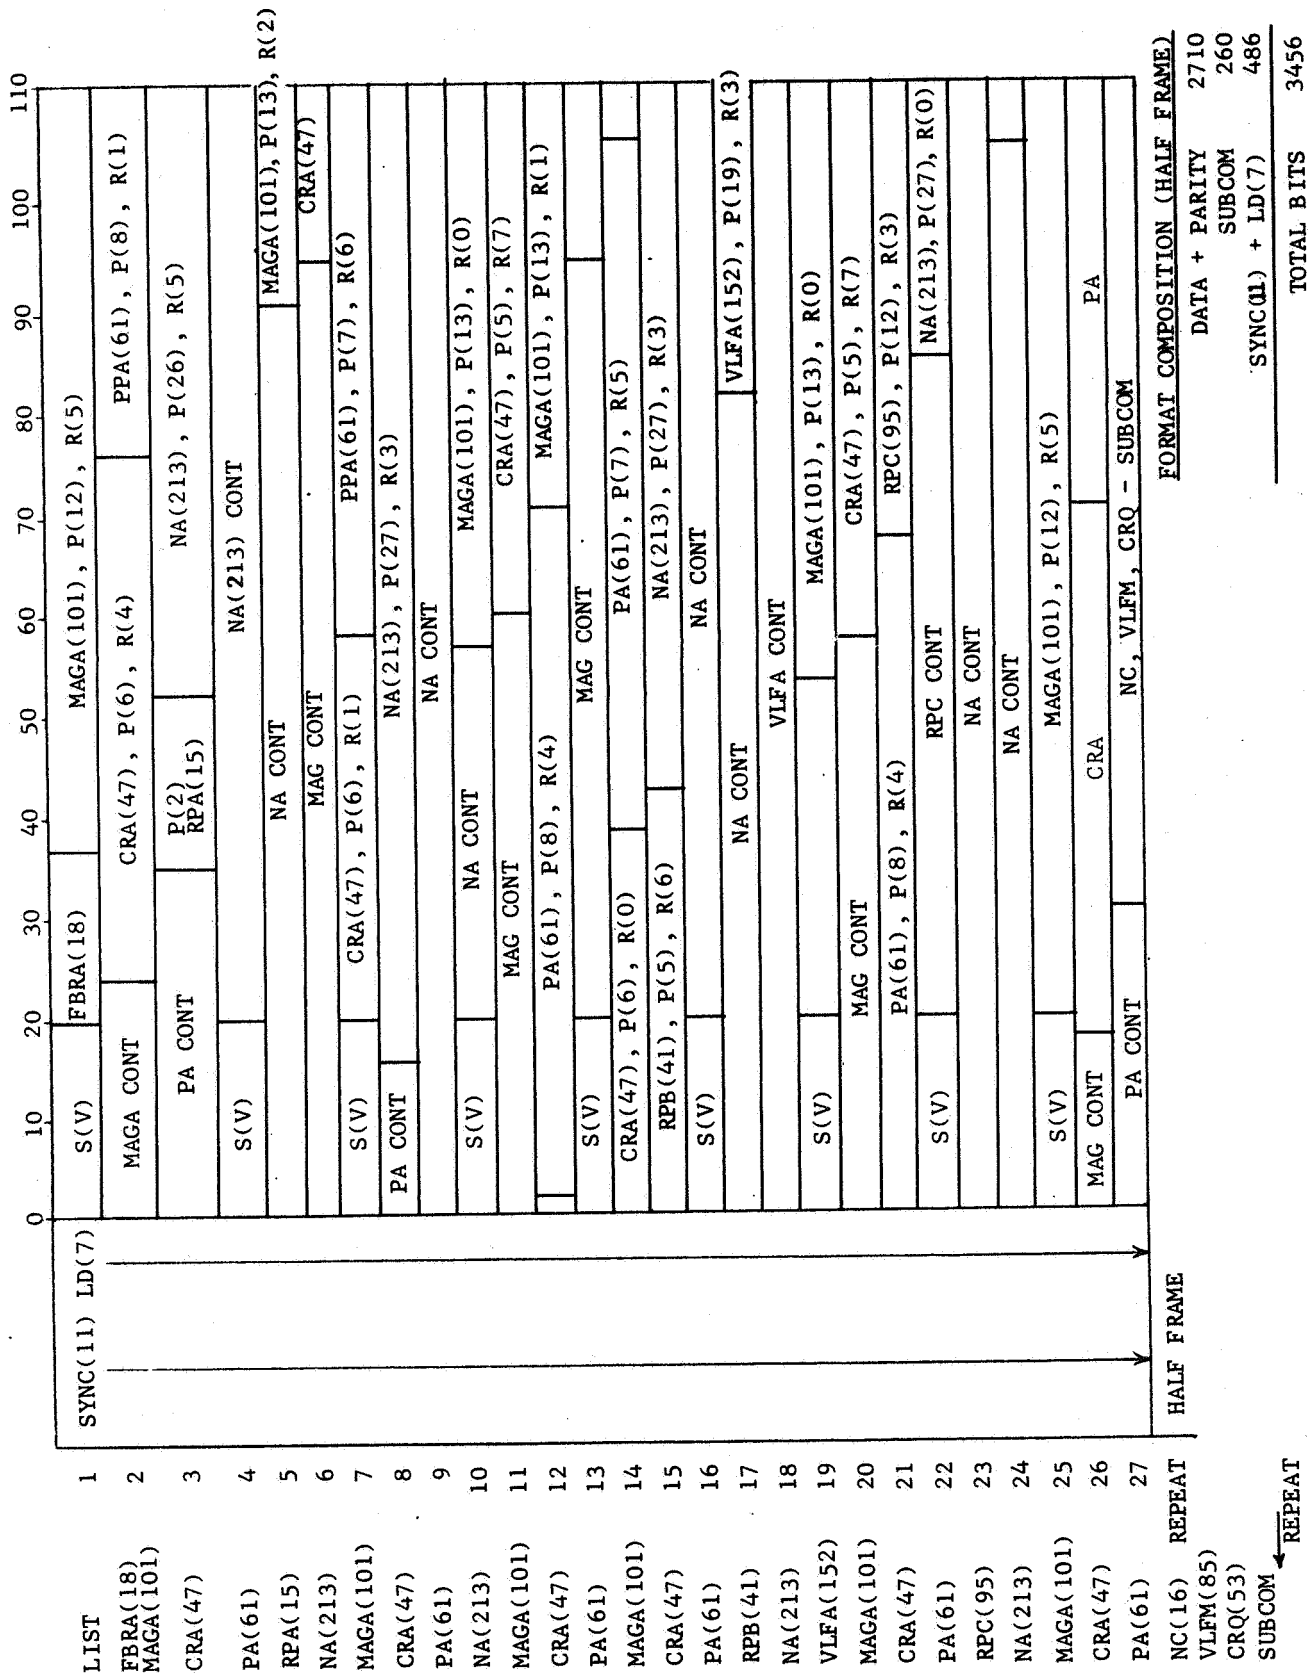 0 10 20 30 40 50 60 70 80 90 100 110
LIST
1 SYNC(11) LD(7) S(V) FBRA(18) MAGA(101), P(12), R(5)
FBRA(18)
MAGA(101)
2 MAGA CONT CRA(47), P(6), R(4) PPA(61), P(8), R(1)
CRA(47)
3 PA CONT P(2)
RPA(15) NA(213), P(26), R(5)
PA(61) 4 S(V) NA(213) CONT
RPA(15) 5 NA CONT MAGA(101), P(13), R(2)
NA(213) 6 MAG CONT CRA(47)
MAGA(101) 7 S(V) CRA(47), P(6), R(1) PPA(61), P(7), R(6)
CRA(47) 8 PA CONT NA(213), P(27), R(3)
PA(61) 9 NA CONT
NA(213) 10 S(V) NA CONT MAGA(101), P(13), R(0)
MAGA(101) 11 MAG CONT CRA(47), P(5), R(7)
CRA(47) 12 PA(61), P(8), R(4) MAGA(101), P(13), R(1)
PA(61) 13 S(V) MAG CONT
MAGA(101) 14 CRA(47), P(6), R(0) PA(61), P(7), R(5)
CRA(47) 15 RPB(41), P(5), R(6) NA(213), P(27), R(3)
PA(61) 16 S(V) NA CONT
RPB(41) 17 NA CONT VLFA(152), P(19), R(3)
NA(213) 18 VLFA CONT
VLFA(152) 19 S(V) MAGA(101), P(13), R(0)
MAGA(101) 20 MAG CONT CRA(47), P(5), R(7)
CRA(47) 21 PA(61), P(8), R(4) RPC(95), P(12), R(3)
PA(61) 22 S(V) RPC CONT NA(213), P(27), R(0)
RPC(95) 23 NA CONT
NA(213) 24 NA CONT
MAGA(101) 25 S(V) MAGA(101), P(12), R(5)
CRA(47) 26 MAG CONT CRA PA
PA(61) 27 PA CONT NC, VLFM, CRQ - SUBCOM
NC(16) REPEAT HALF FRAME
VLFM(85)
CRQ(53)
SUBCOM
REPEAT
FORMAT COMPOSITION (HALF FRAME)
DATA + PARITY 2710
SUBCOM 260
SYNC(11) + LD(7) 486
TOTAL BITS 3456